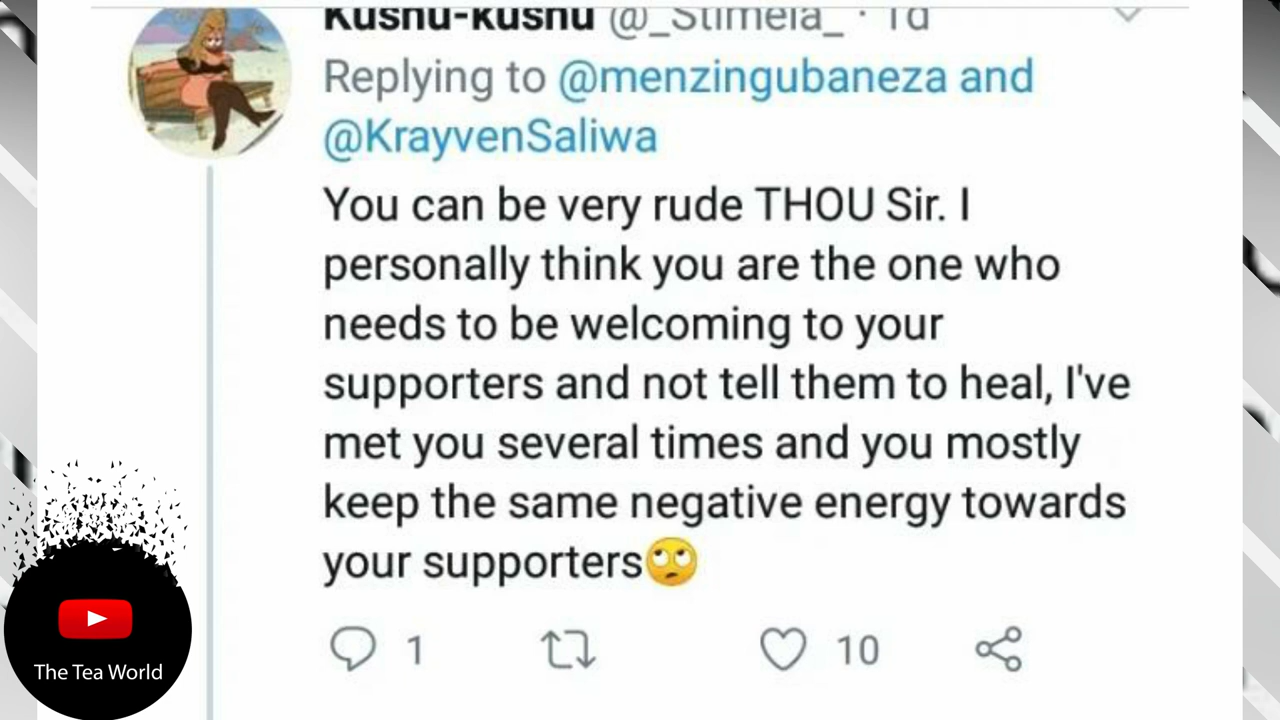 Kushu-kushu @_Stimela_ · 1d
Replying to @menzingubaneza and
@KrayvenSaliwa
You can be very rude THOU Sir. I
personally think you are the one who
needs to be welcoming to your
supporters and not tell them to heal, I've
met you several times and you mostly
keep the same negative energy towards
your supporters🙄
1 10
The Tea World